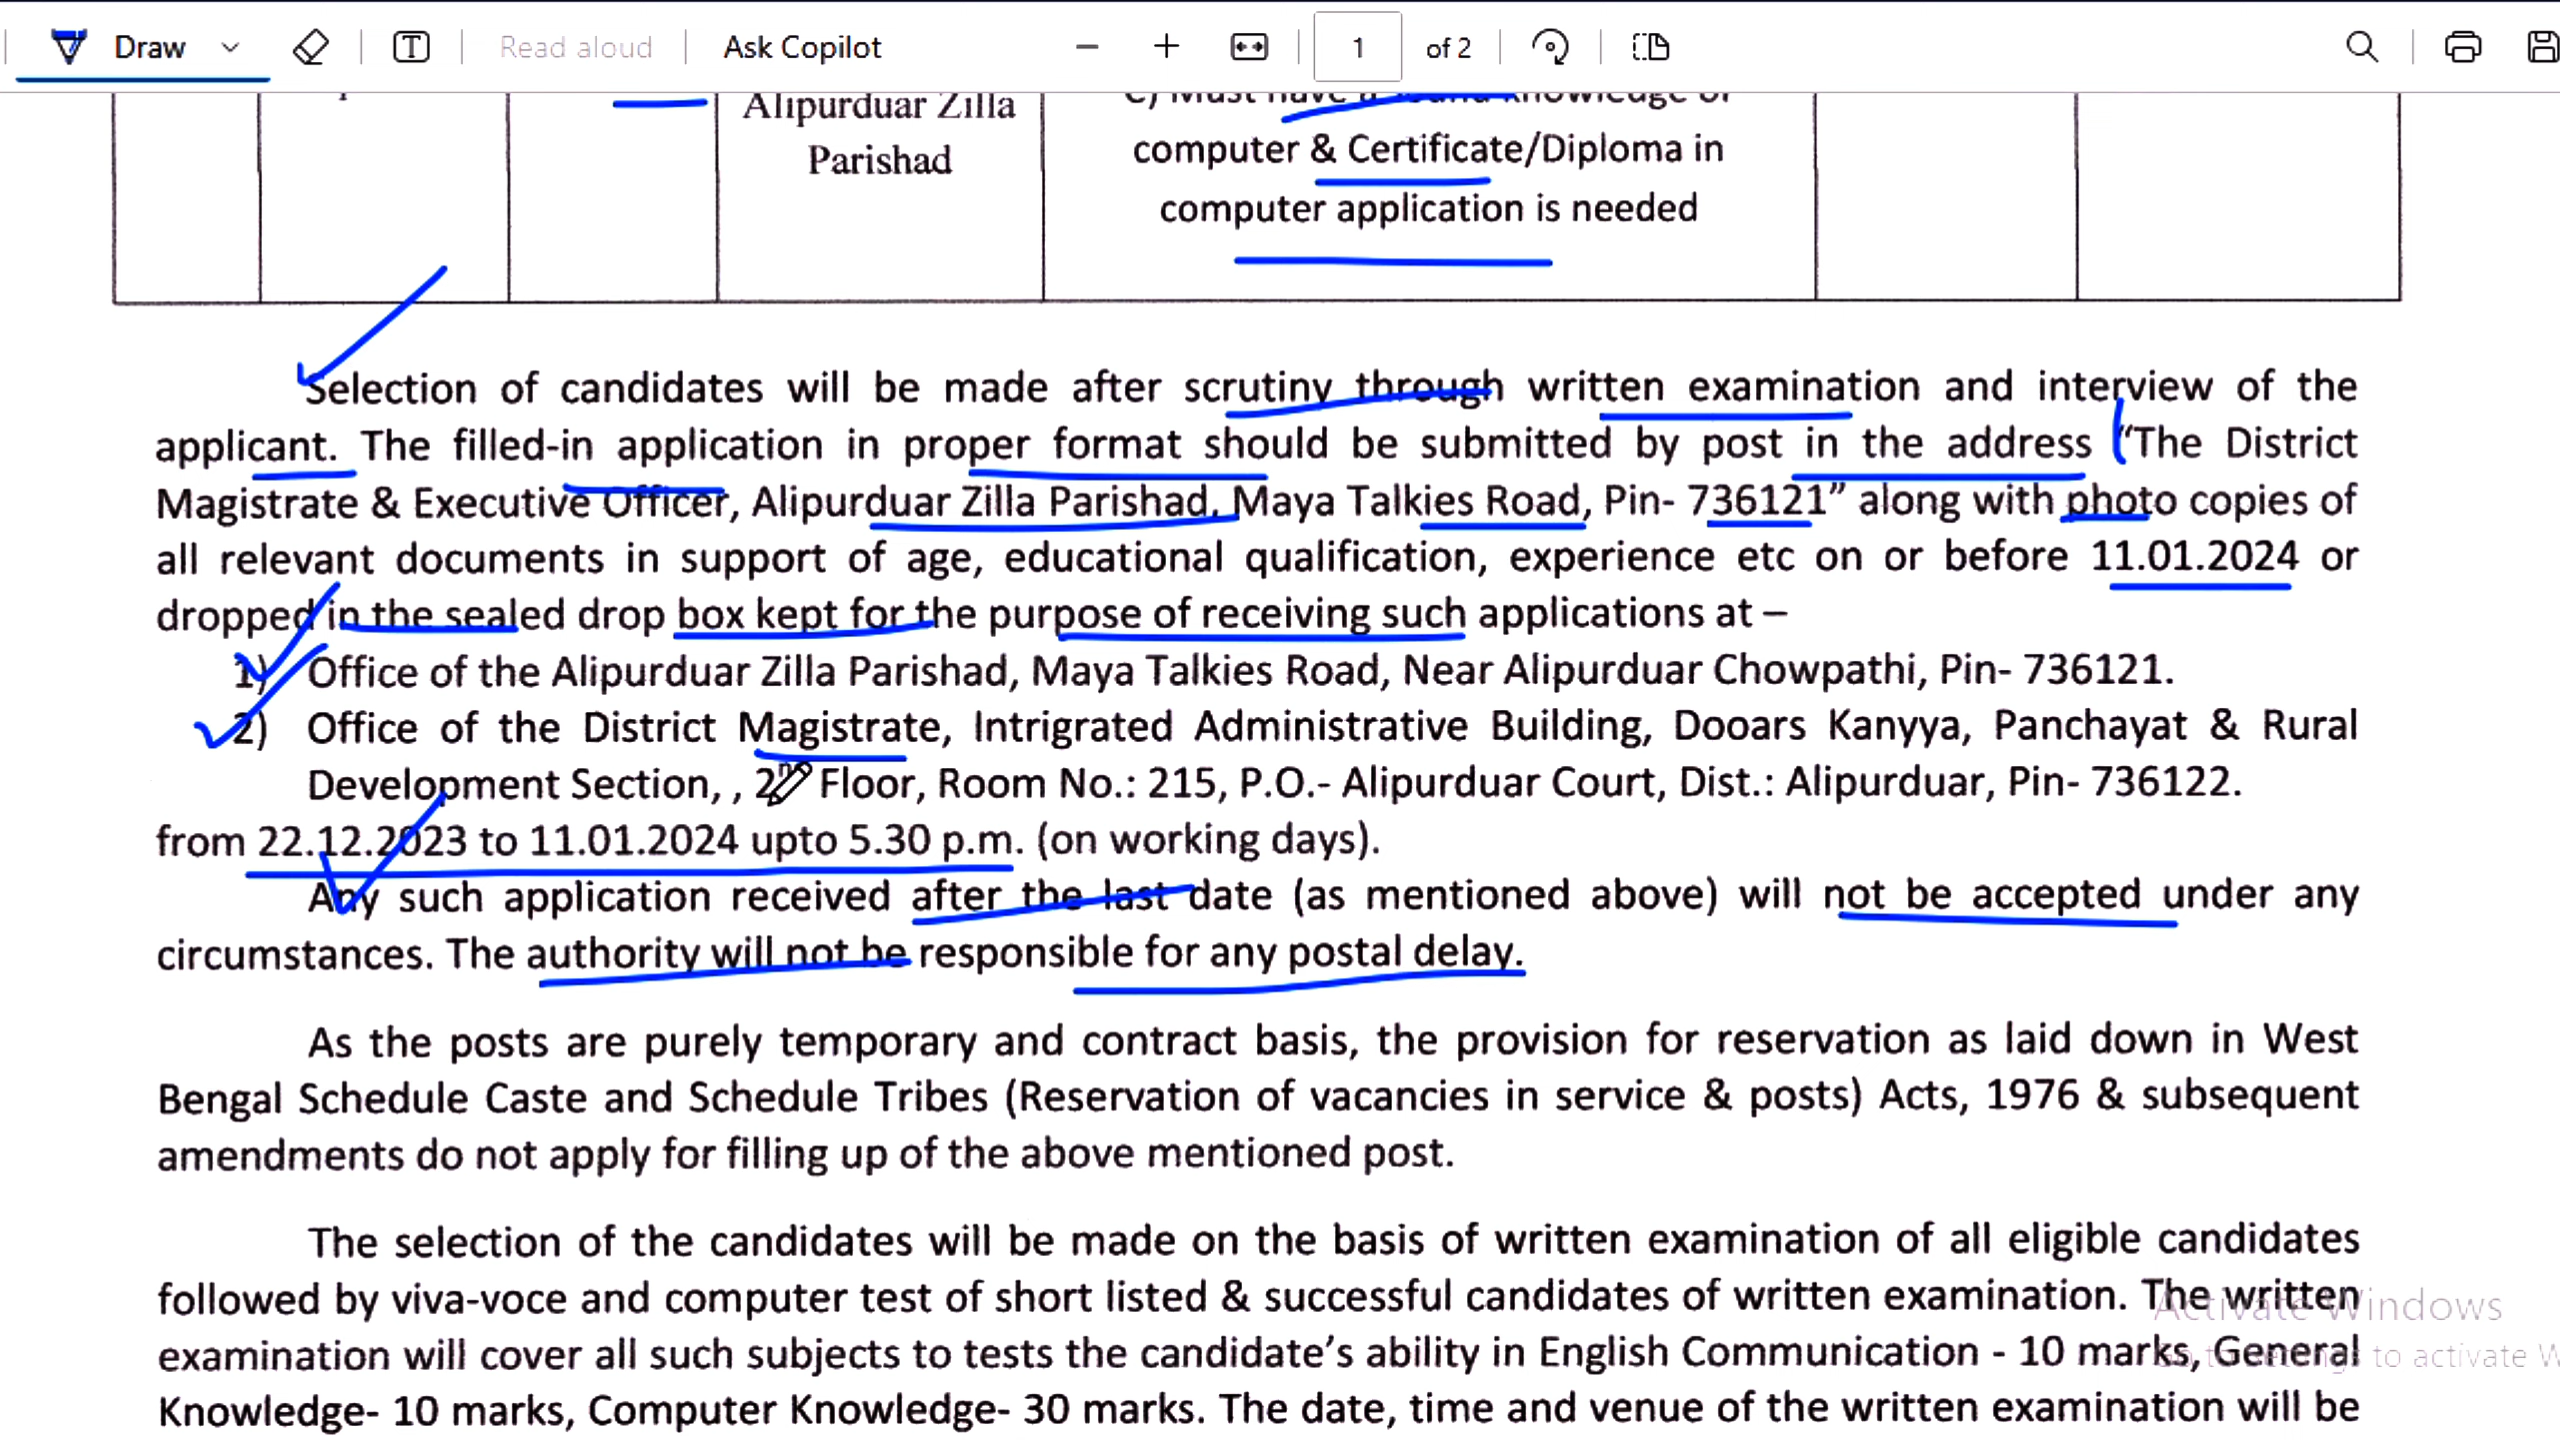 Draw
Read aloud
Ask Copilot
1
of 2
Alipurduar Zilla
Parishad
C) Must have a knowledge of
computer & Certificate/Diploma in
computer application is needed
Selection of candidates will be made after scrutiny through written examination and interview of the
applicant. The filled-in application in proper format should be submitted by post in the address “The District
Magistrate & Executive Officer, Alipurduar Zilla Parishad, Maya Talkies Road, Pin- 736121” along with photo copies of
all relevant documents in support of age, educational qualification, experience etc on or before 11.01.2024 or
dropped in the sealed drop box kept for the purpose of receiving such applications at –
1) Office of the Alipurduar Zilla Parishad, Maya Talkies Road, Near Alipurduar Chowpathi, Pin- 736121.
2) Office of the District Magistrate, Intrigrated Administrative Building, Dooars Kanyya, Panchayat & Rural
Development Section, , 2nd Floor, Room No.: 215, P.O.- Alipurduar Court, Dist.: Alipurduar, Pin- 736122.
from 22.12.2023 to 11.01.2024 upto 5.30 p.m. (on working days).
Any such application received after the last date (as mentioned above) will not be accepted under any
circumstances. The authority will not be responsible for any postal delay.
As the posts are purely temporary and contract basis, the provision for reservation as laid down in West
Bengal Schedule Caste and Schedule Tribes (Reservation of vacancies in service & posts) Acts, 1976 & subsequent
amendments do not apply for filling up of the above mentioned post.
The selection of the candidates will be made on the basis of written examination of all eligible candidates
followed by viva-voce and computer test of short listed & successful candidates of written examination. The written
examination will cover all such subjects to tests the candidate’s ability in English Communication - 10 marks, General
Knowledge- 10 marks, Computer Knowledge- 30 marks. The date, time and venue of the written examination will be
Activate Windows
Go to Settings to activate W